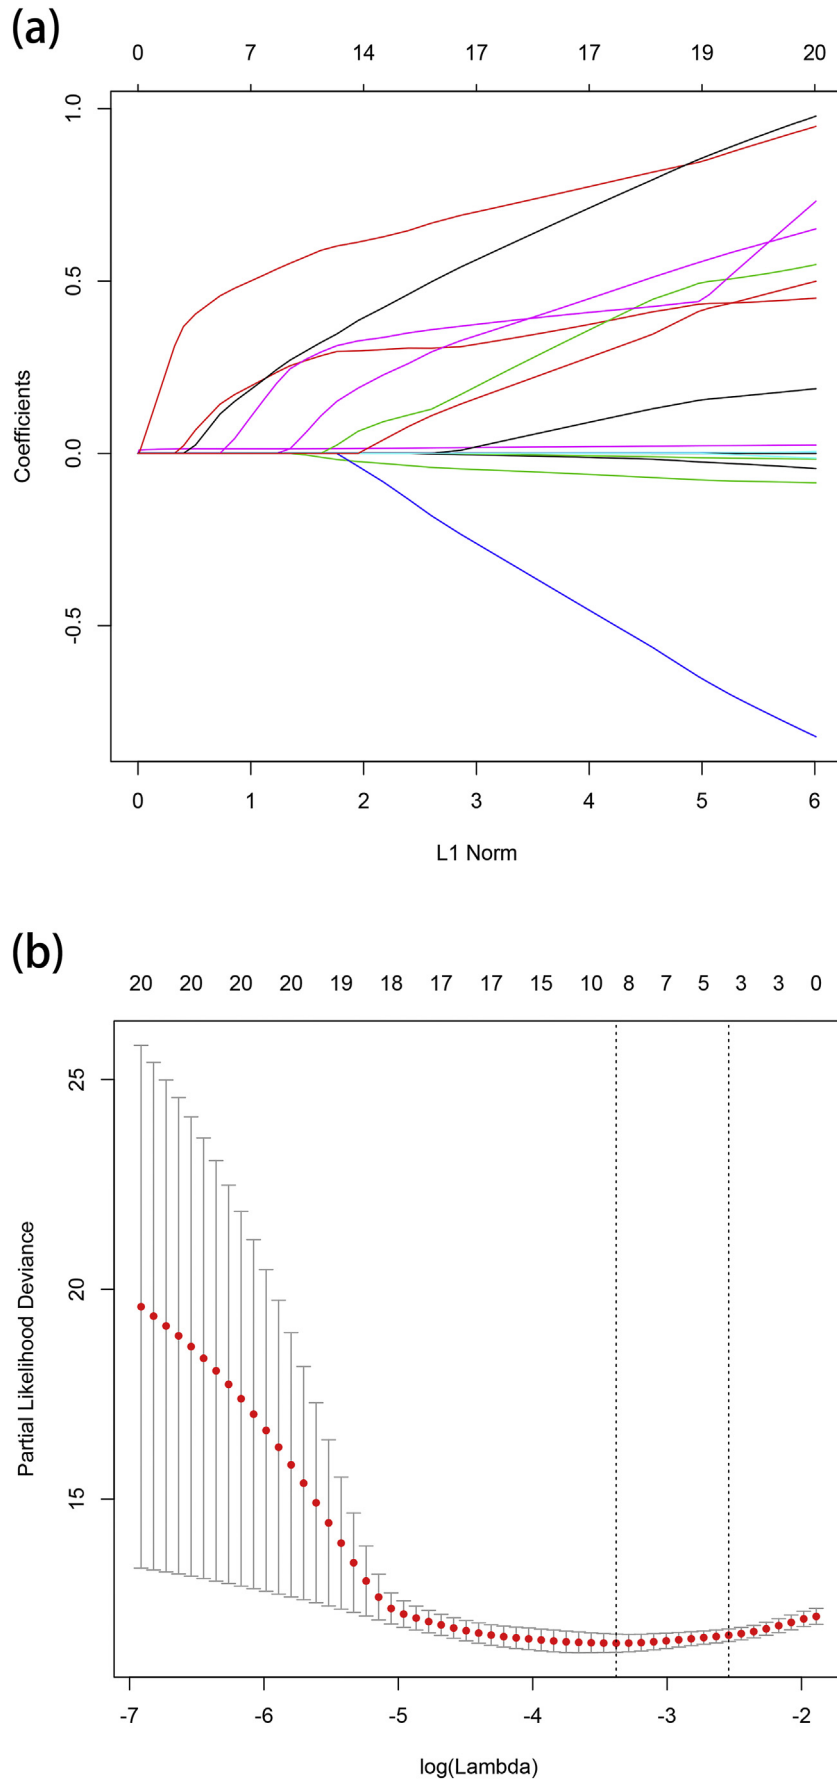 (a)
0 7 14 17 17 19 20
1.0
0.5
0.0
-0.5
Coefficients
0 1 2 3 4 5 6
L1 Norm
(b)
20 20 20 20 19 18 17 17 15 10 8 7 5 3 3 0
25
20
15
Partial Likelihood Deviance
-7 -6 -5 -4 -3 -2
log(Lambda)